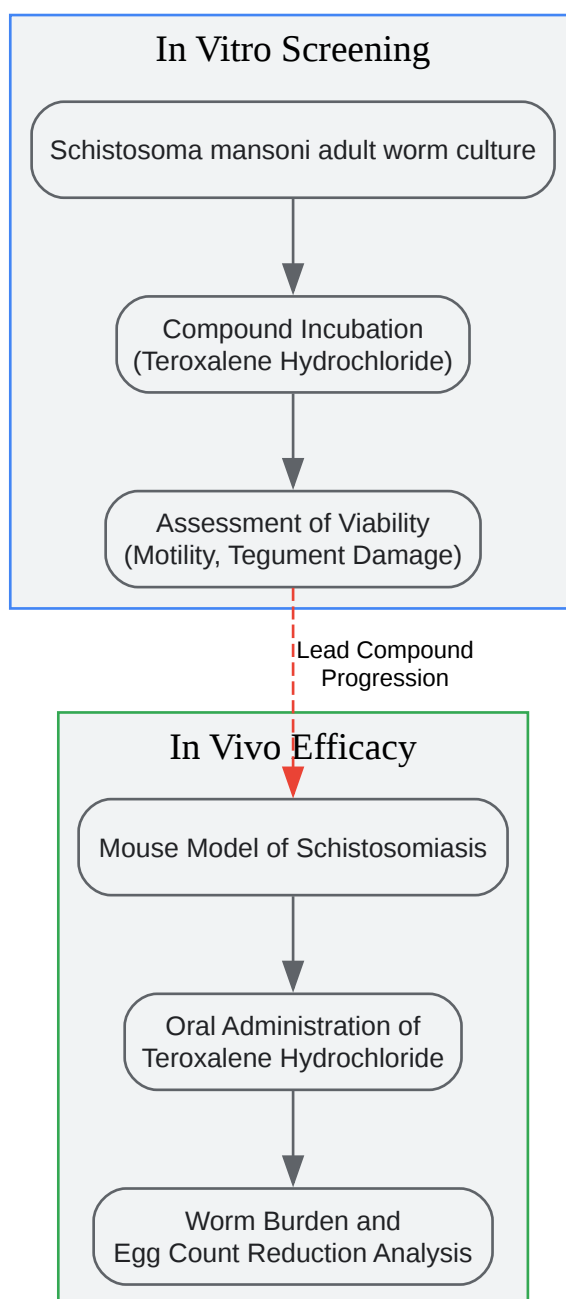 In Vitro Screening
Schistosoma mansoni adult worm culture
Compound Incubation
(Teroxalene Hydrochloride)
Assessment of Viability
(Motility, Tegument Damage)
Lead Compound
Progression
In Vivo Efficacy
Mouse Model of Schistosomiasis
Oral Administration of
Teroxalene Hydrochloride
Worm Burden and
Egg Count Reduction Analysis